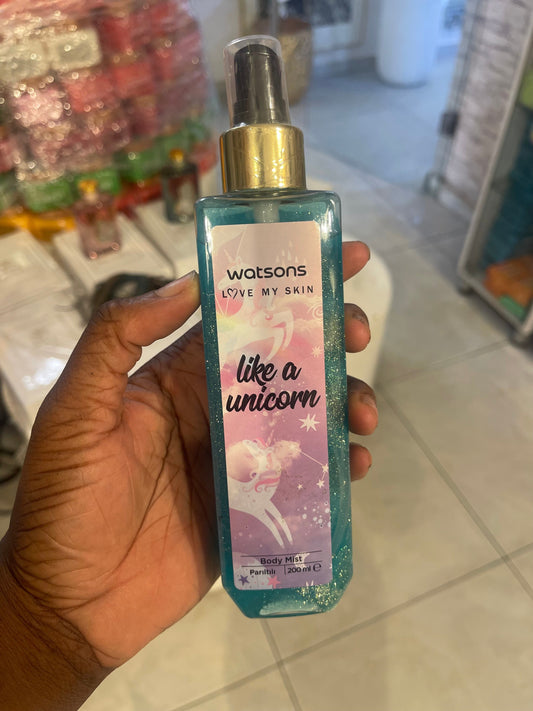 watsons
LOVE MY SKIN
like a
unicorn
Body Mist
Parıltılı 200 ml ℮